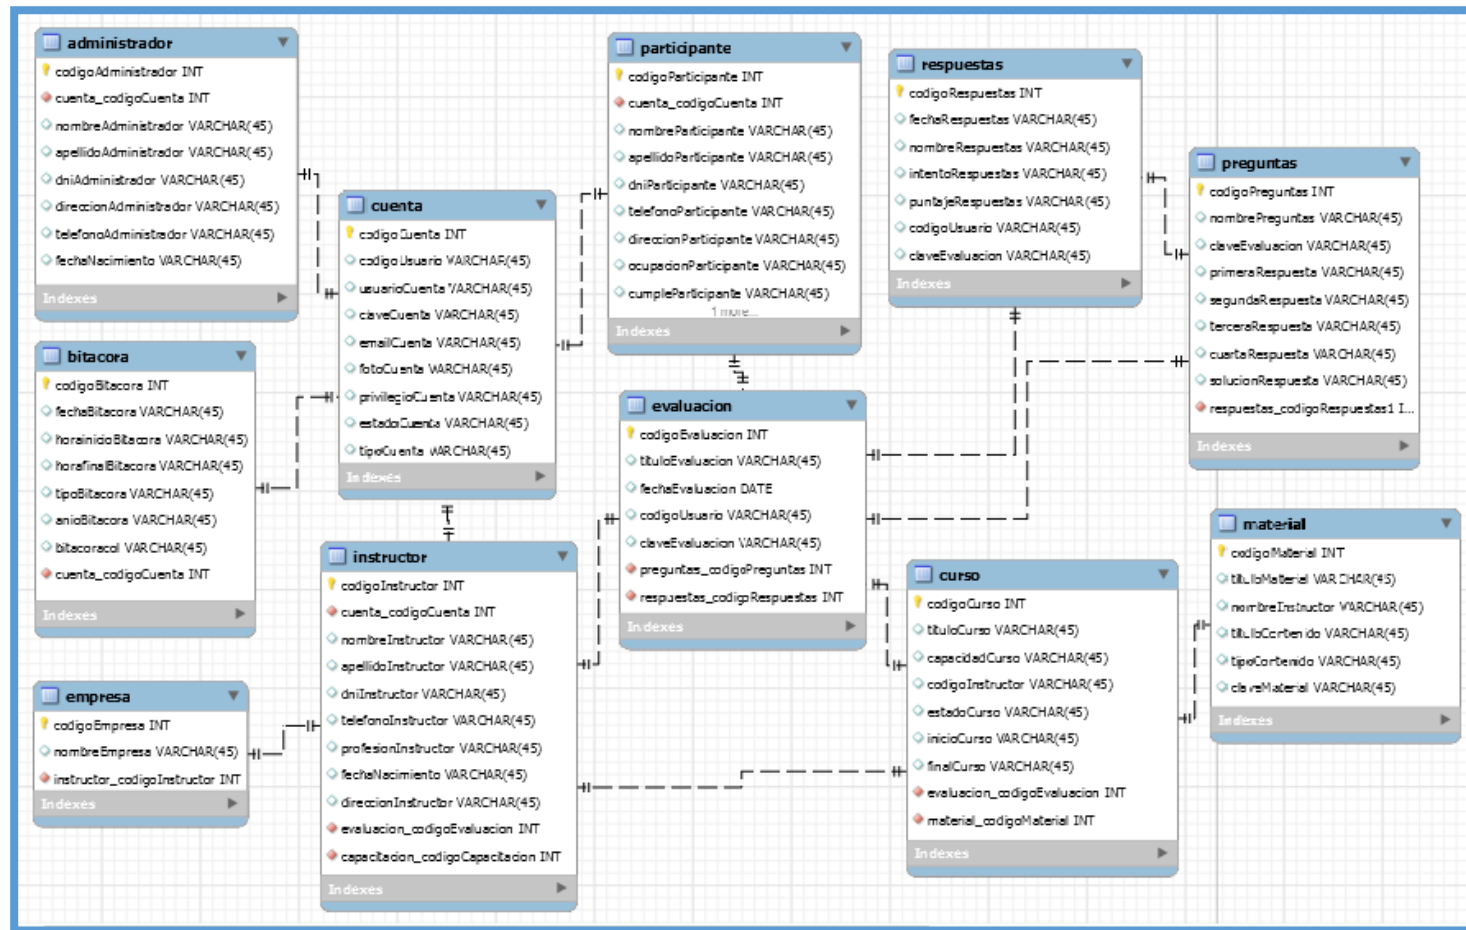 administrador
codigoAdministrador INT
cuenta_codigoCuenta INT
nombreAdministrador VARCHAR(45)
apellidoAdministrador VARCHAR(45)
dniAdministrador VARCHAR(45)
direccionAdministrador VARCHAR(45)
telefonoAdministrador VARCHAR(45)
fechaNacimiento VARCHAR(45)
Indexes
bitacora
codigoBitacora INT
fechaBitacora VARCHAR(45)
horainicioBitacora VARCHAR(45)
horafinalBitacora VARCHAR(45)
tipoBitacora VARCHAR(45)
anioBitacora VARCHAR(45)
bitacoracol VARCHAR(45)
cuenta_codigoCuenta INT
Indexes
empresa
codigoEmpresa INT
nombreEmpresa VARCHAR(45)
instructor_codigoInstructor INT
Indexes
cuenta
codigoCuenta INT
codigoUsuario VARCHAR(45)
usuarioCuenta VARCHAR(45)
claveCuenta VARCHAR(45)
emailCuenta VARCHAR(45)
fotoCuenta VARCHAR(45)
privilegioCuenta VARCHAR(45)
estadoCuenta VARCHAR(45)
tipoCuenta VARCHAR(45)
Indexes
instructor
codigoInstructor INT
cuenta_codigoCuenta INT
nombreInstructor VARCHAR(45)
apellidoInstructor VARCHAR(45)
dniInstructor VARCHAR(45)
telefonoInstructor VARCHAR(45)
profesionInstructor VARCHAR(45)
fechaNacimiento VARCHAR(45)
direccionInstructor VARCHAR(45)
evaluacion_codigoEvaluacion INT
capacitacion_codigoCapacitacion INT
Indexes
participante
codigoParticipante INT
cuenta_codigoCuenta INT
nombreParticipante VARCHAR(45)
apellidoParticipante VARCHAR(45)
dniParticipante VARCHAR(45)
telefonoParticipante VARCHAR(45)
direccionParticipante VARCHAR(45)
ocupacionParticipante VARCHAR(45)
cumpleParticipante VARCHAR(45)
1 more...
Indexes
evaluacion
codigoEvaluacion INT
tituloEvaluacion VARCHAR(45)
fechaEvaluacion DATE
codigoUsuario VARCHAR(45)
claveEvaluacion VARCHAR(45)
preguntas_codigoPreguntas INT
respuestas_codigoRespuestas INT
Indexes
respuestas
codigoRespuestas INT
fechaRespuestas VARCHAR(45)
nombreRespuestas VARCHAR(45)
intentoRespuestas VARCHAR(45)
puntajeRespuestas VARCHAR(45)
codigoUsuario VARCHAR(45)
claveEvaluacion VARCHAR(45)
Indexes
curso
codigoCurso INT
tituloCurso VARCHAR(45)
capacidadCurso VARCHAR(45)
codigoInstructor VARCHAR(45)
estadoCurso VARCHAR(45)
inicioCurso VARCHAR(45)
finalCurso VARCHAR(45)
evaluacion_codigoEvaluacion INT
material_codigoMaterial INT
Indexes
preguntas
codigoPreguntas INT
nombrePreguntas VARCHAR(45)
claveEvaluacion VARCHAR(45)
primeraRespuesta VARCHAR(45)
segundaRespuesta VARCHAR(45)
terceraRespuesta VARCHAR(45)
cuartaRespuesta VARCHAR(45)
solucionRespuesta VARCHAR(45)
respuestas_codigoRespuestas1 I...
Indexes
material
codigoMaterial INT
tituloMaterial VARCHAR(45)
nombreInstructor VARCHAR(45)
tituloContenido VARCHAR(45)
tipoContenido VARCHAR(45)
claveMaterial VARCHAR(45)
Indexes